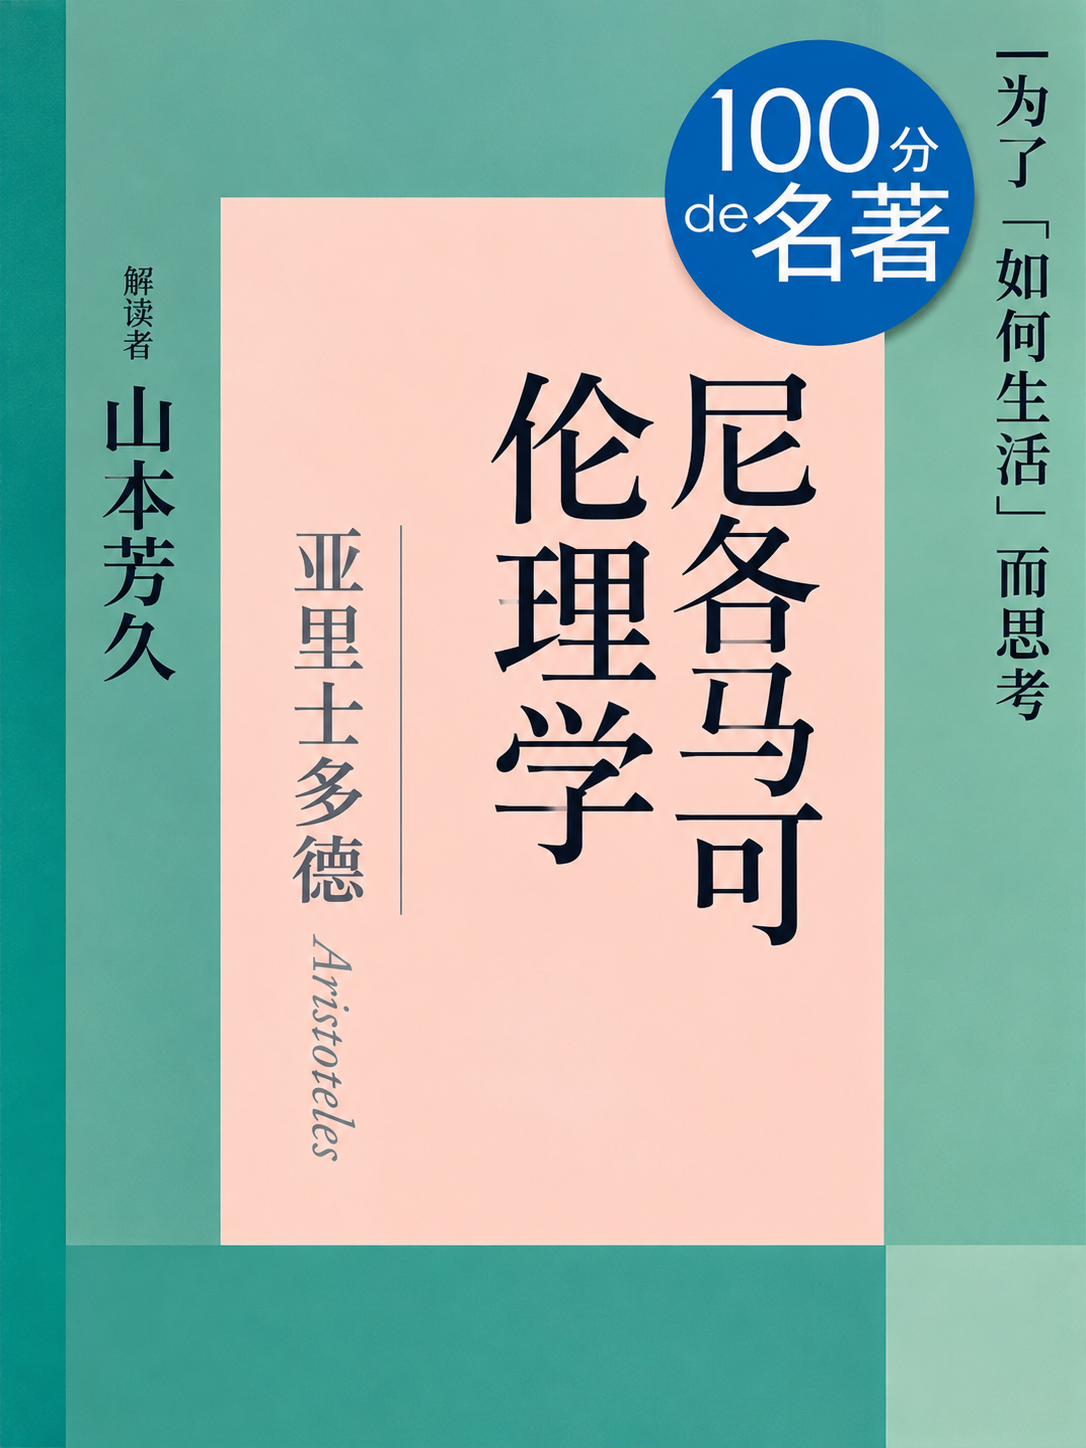 一为了「如何生活」而思考
100分
de名著
尼各马可
伦理学
亚里士多德 Aristoteles
解读者 山本芳久